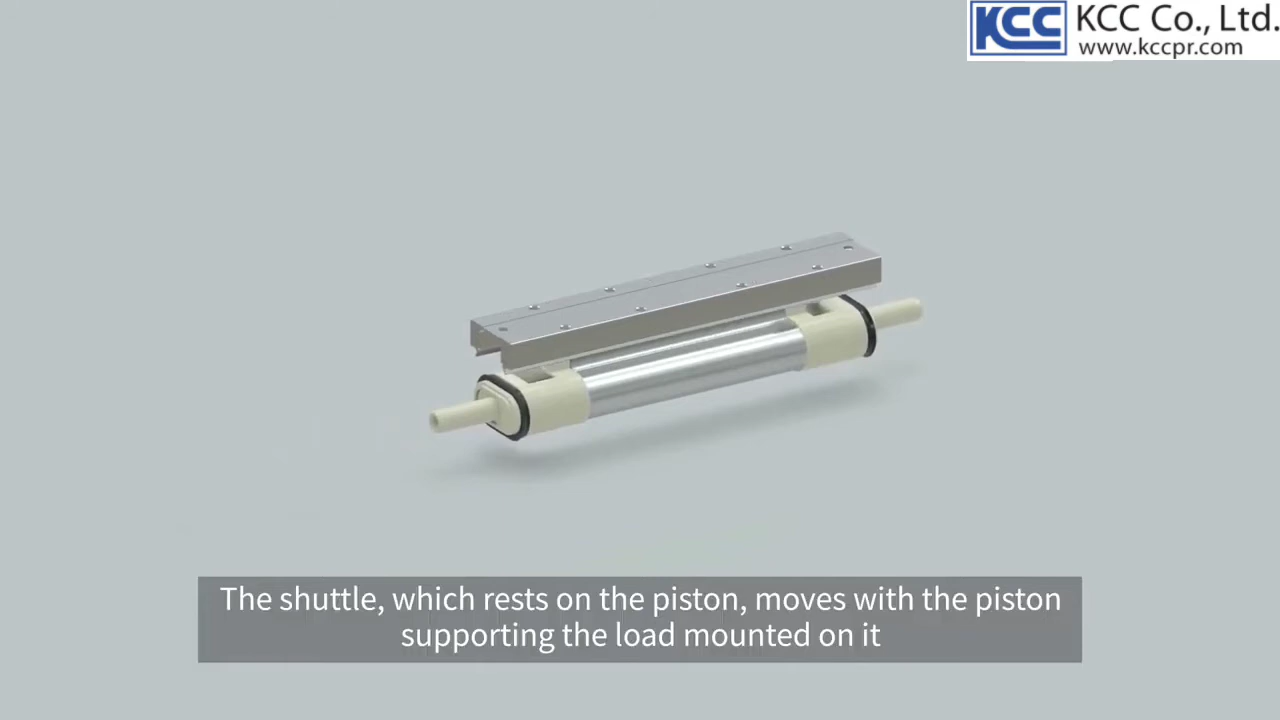 KCC
KCC Co., Ltd.
www.kccpr.com
The shuttle, which rests on the piston, moves with the piston
supporting the load mounted on it